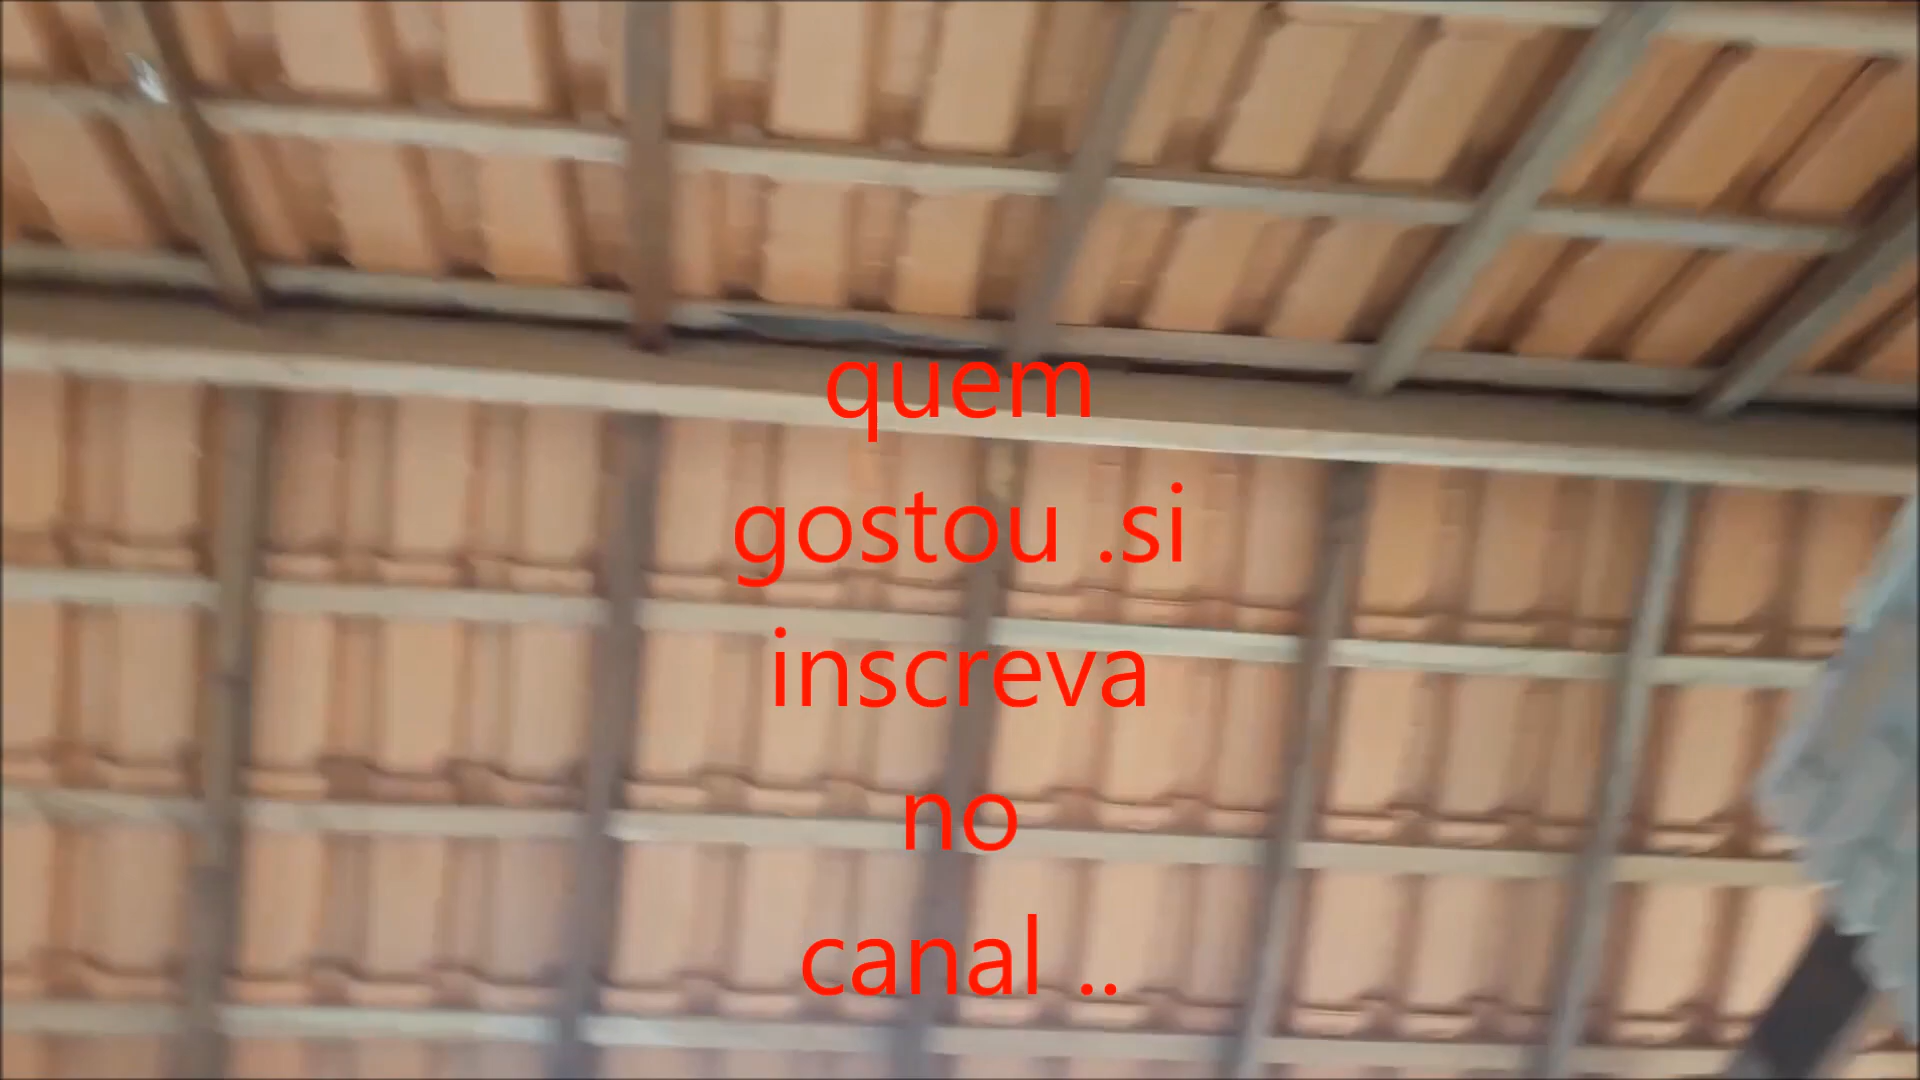 quem
gostou .si
inscreva
no
canal ..